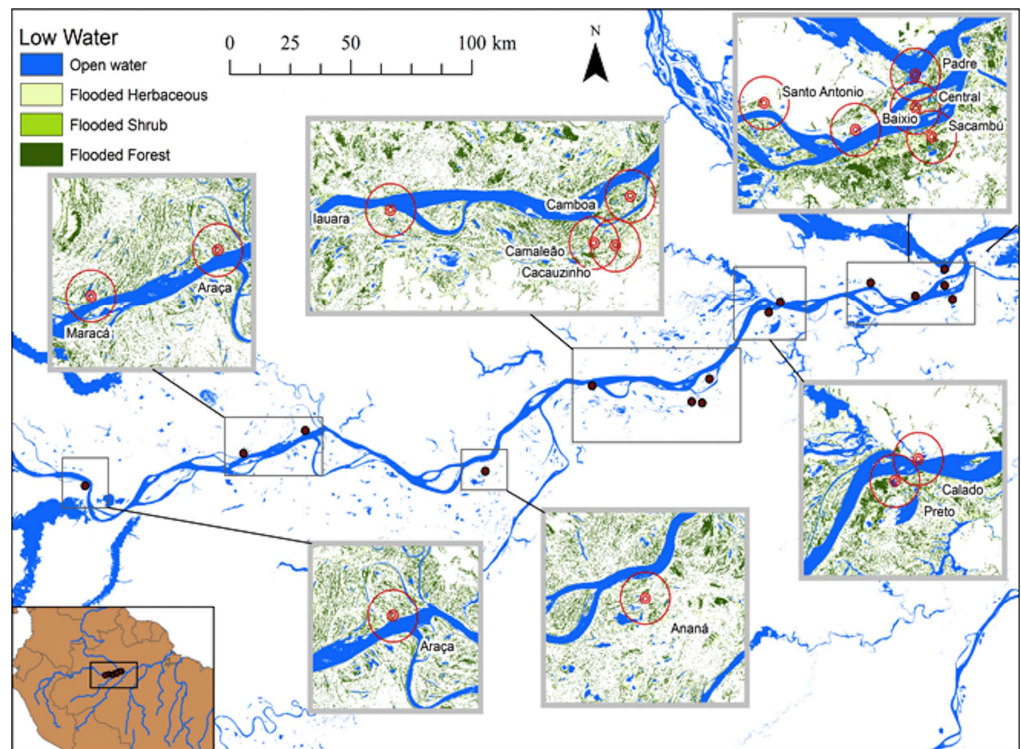 Low Water
Open water
Flooded Herbaceous
Flooded Shrub
Flooded Forest
0 25 50 100 km
N
Padre
Santo Antonio
Central
Baixio
Sacambú
Iauara
Camboa
Camaleão
Cacauzinho
Araça
Maracá
Calado
Preto
Araça
Ananá